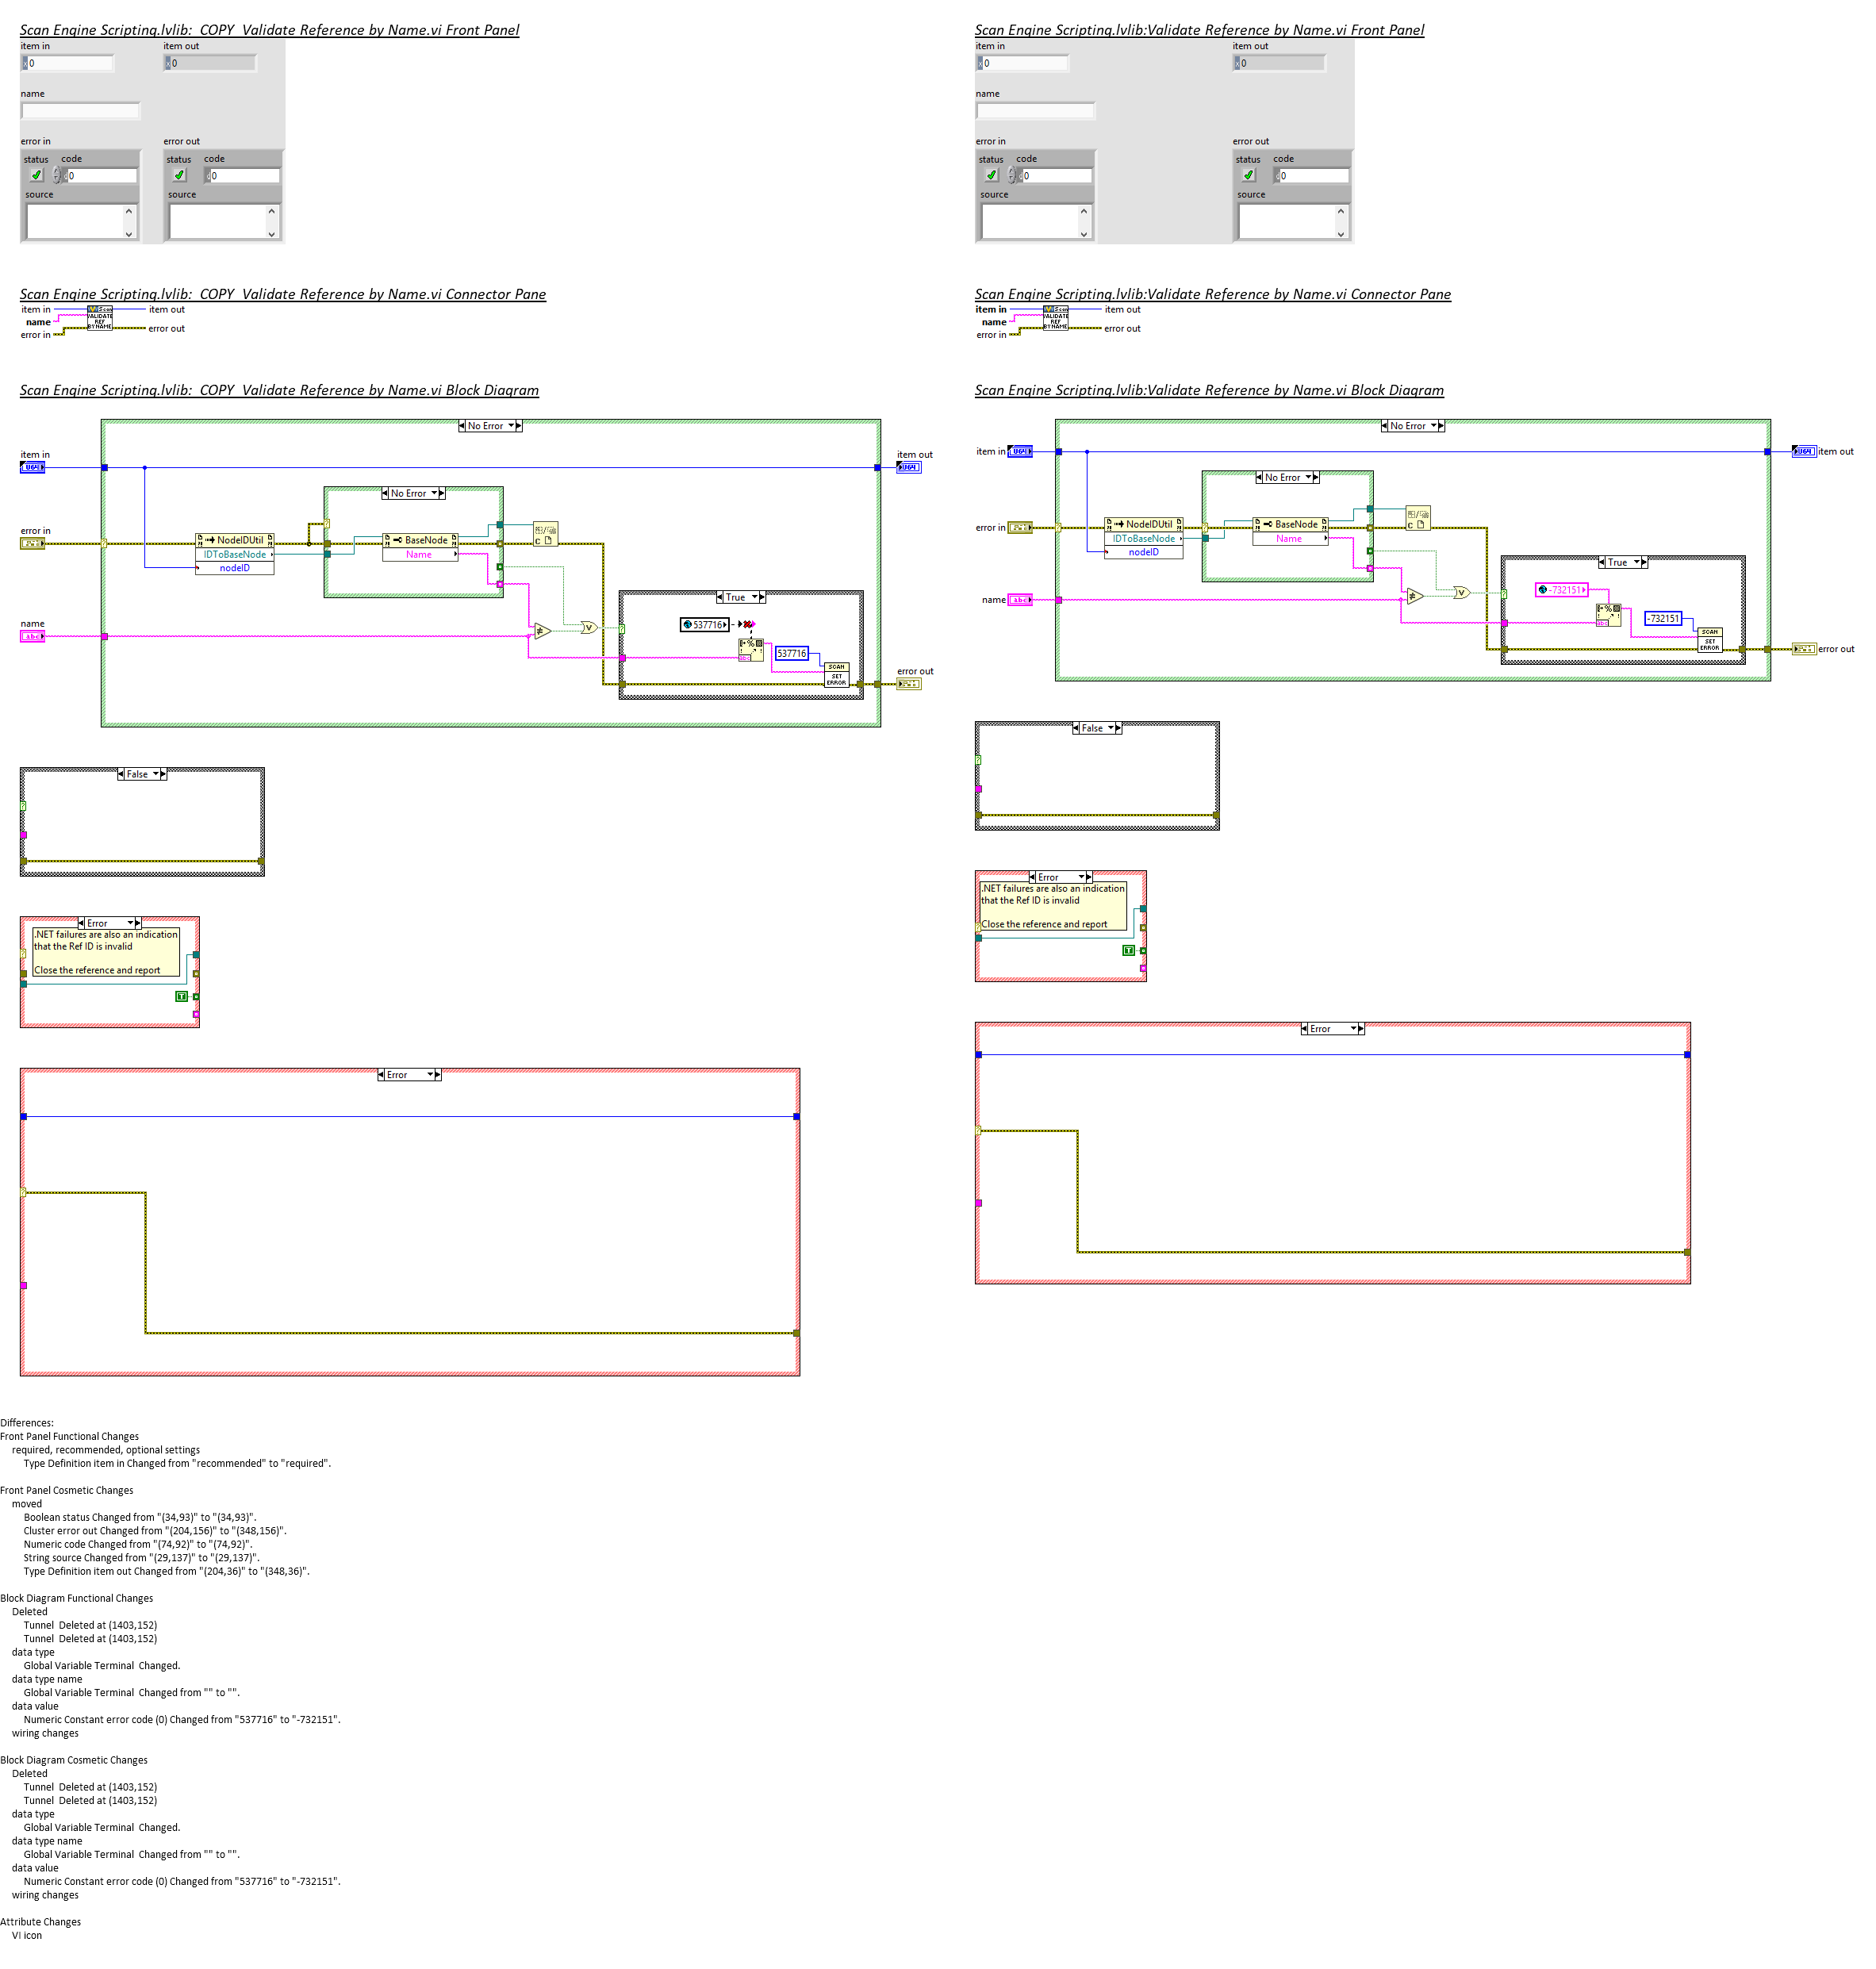 Scan Engine Scripting.lvlib:  COPY  Validate Reference by Name.vi Front Panel
item in
item out
0
0
name
error in
error out
status
code
status
code
0
0
source
source
Scan Engine Scripting.lvlib:  COPY  Validate Reference by Name.vi Connector Pane
item in
item out
name
error in
error out
VALIDATE
REF
BY NAME
Scan Engine Scripting.lvlib:  COPY  Validate Reference by Name.vi Block Diagram
No Error
item in
U64
item out
U64
No Error
error in
NodeIDUtil
IDToBaseNode
nodeID
BaseNode
Name
C
name
abc
True
537716
abc
537716
SCAN
SET
ERROR
error out
False
Error
.NET failures are also an indication
that the Ref ID is invalid
Close the reference and report
T
Error
Scan Engine Scripting.lvlib:Validate Reference by Name.vi Front Panel
item in
item out
0
0
name
error in
error out
status
code
status
code
0
0
source
source
Scan Engine Scripting.lvlib:Validate Reference by Name.vi Connector Pane
item in
item out
name
error in
error out
VALIDATE
REF
BY NAME
Scan Engine Scripting.lvlib:Validate Reference by Name.vi Block Diagram
No Error
item in
U64
U64
item out
No Error
error in
NodeIDUtil
IDToBaseNode
nodeID
BaseNode
Name
C
name
abc
True
-732151
abc
-732151
SCAN
SET
ERROR
error out
False
Error
.NET failures are also an indication
that the Ref ID is invalid
Close the reference and report
T
Error
Differences:
Front Panel Functional Changes
required, recommended, optional settings
Type Definition item in Changed from "recommended" to "required".
Front Panel Cosmetic Changes
moved
Boolean status Changed from "(34,93)" to "(34,93)".
Cluster error out Changed from "(204,156)" to "(348,156)".
Numeric code Changed from "(74,92)" to "(74,92)".
String source Changed from "(29,137)" to "(29,137)".
Type Definition item out Changed from "(204,36)" to "(348,36)".
Block Diagram Functional Changes
Deleted
Tunnel  Deleted at (1403,152)
Tunnel  Deleted at (1403,152)
data type
Global Variable Terminal  Changed.
data type name
Global Variable Terminal  Changed from "" to "".
data value
Numeric Constant error code (0) Changed from "537716" to "-732151".
wiring changes
Block Diagram Cosmetic Changes
Deleted
Tunnel  Deleted at (1403,152)
Tunnel  Deleted at (1403,152)
data type
Global Variable Terminal  Changed.
data type name
Global Variable Terminal  Changed from "" to "".
data value
Numeric Constant error code (0) Changed from "537716" to "-732151".
wiring changes
Attribute Changes
VI icon